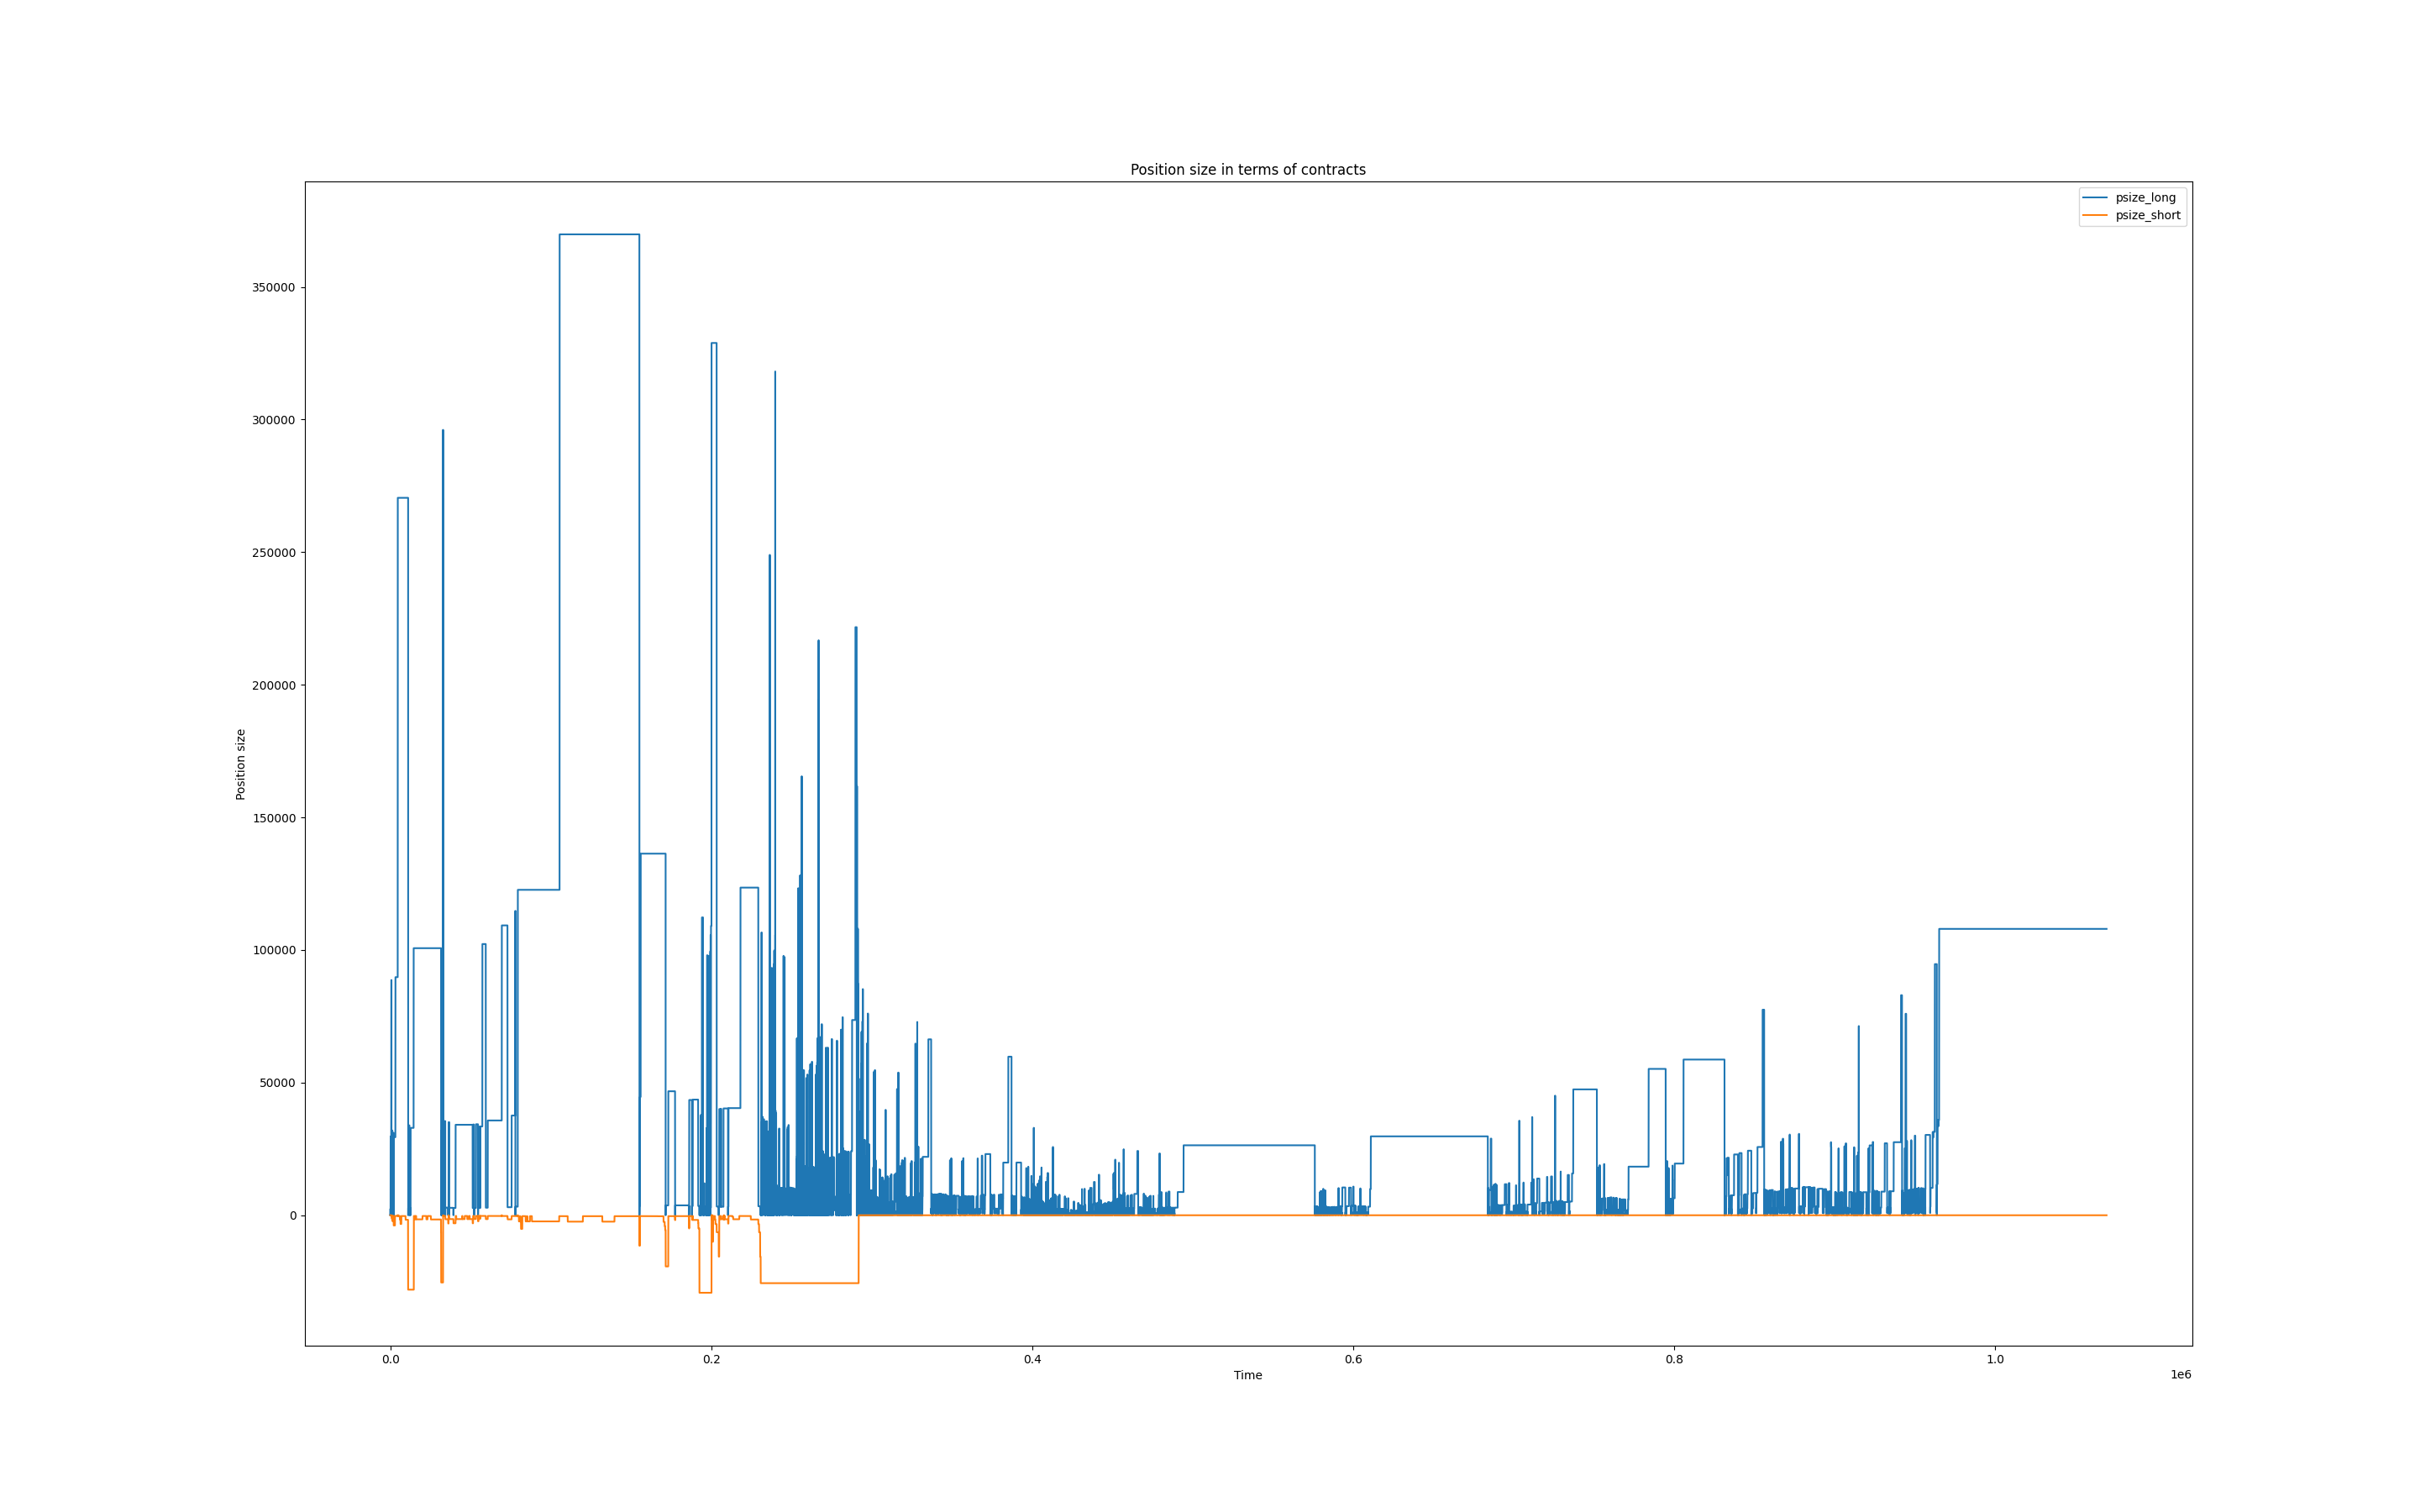 Position size in terms of contracts
psize_long
psize_short
350000
300000
250000
200000
150000
100000
50000
0
Position size
0.0 0.2 0.4 0.6 0.8 1.0
Time
1e6